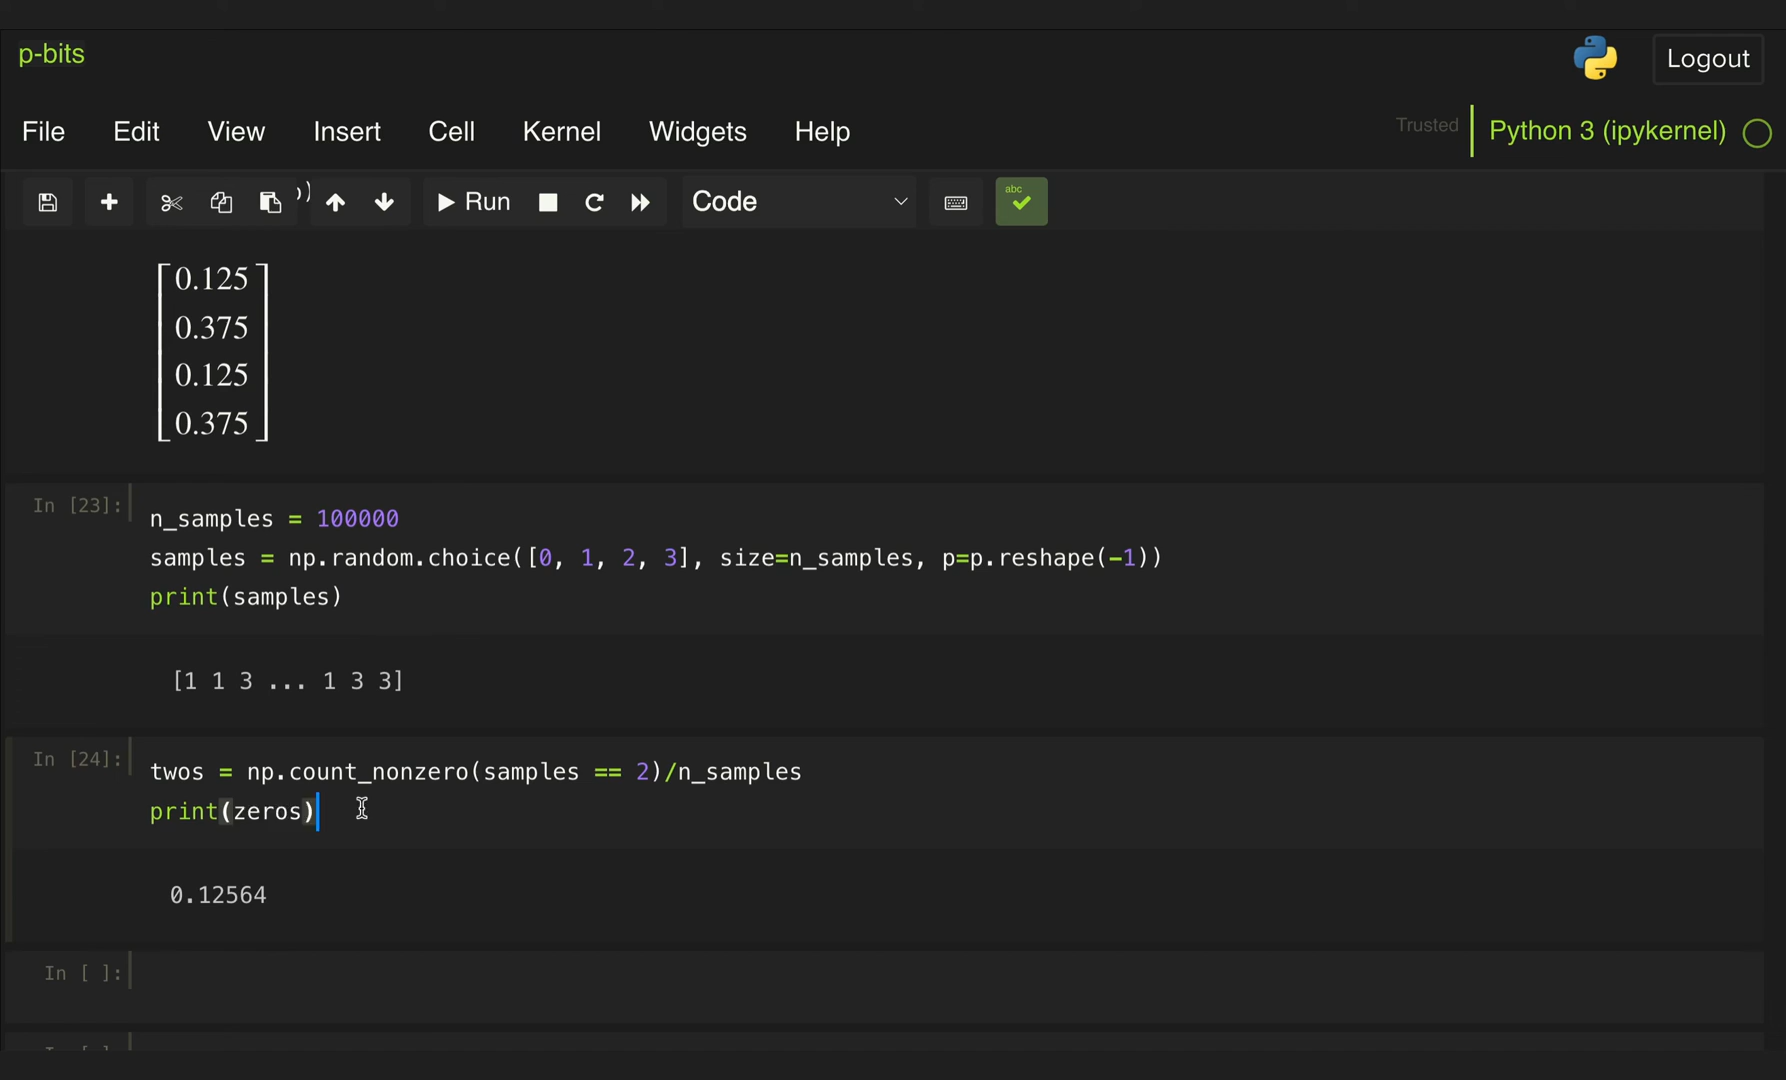 p-bits
Logout
File Edit View Insert Cell Kernel Widgets Help
Trusted
Python 3 (ipykernel)
Run
Code
abc
0.125
0.375
0.125
0.375
In [23]:
n_samples = 100000
samples = np.random.choice([0, 1, 2, 3], size=n_samples, p=p.reshape(-1))
print(samples)
[1 1 3 ... 1 3 3]
In [24]:
twos = np.count_nonzero(samples == 2)/n_samples
print(zeros)
0.12564
In [ ]: